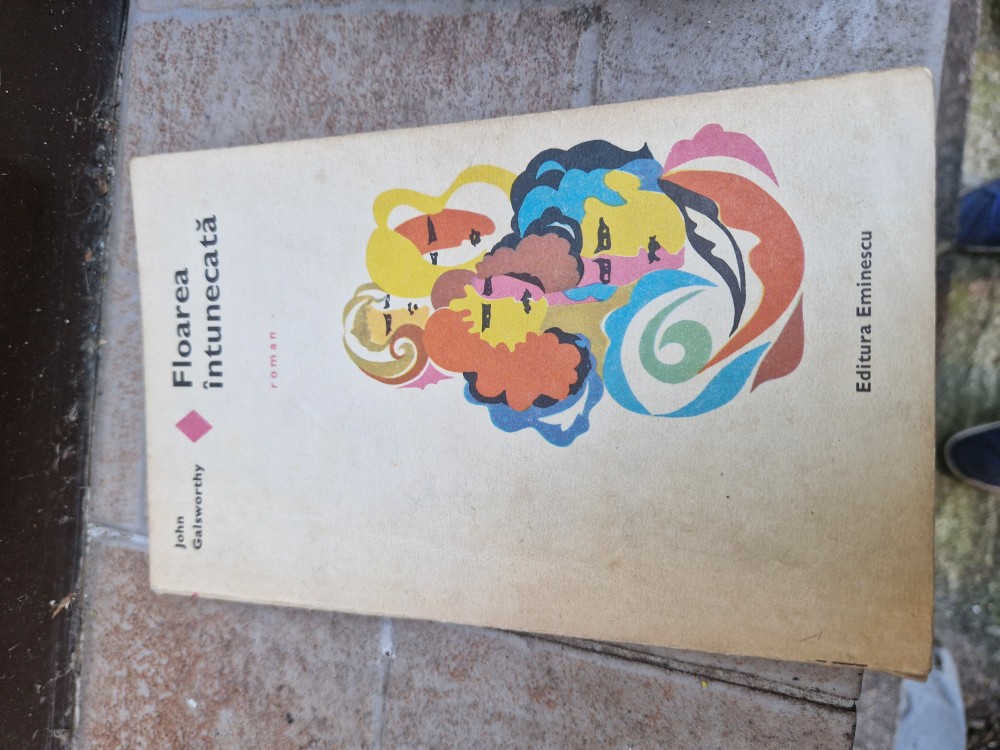 John
Galsworthy
Floarea
întunecată
roman
Editura Eminescu